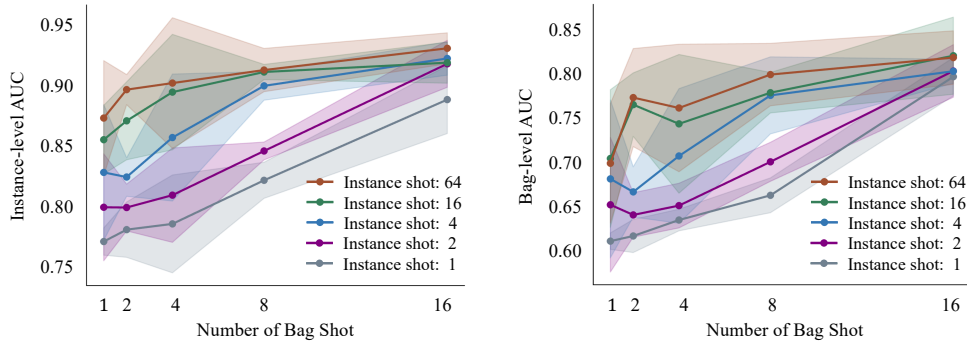 Instance-level AUC
0.95
0.90
0.85
0.80
0.75
Instance shot: 64
Instance shot: 16
Instance shot: 4
Instance shot: 2
Instance shot: 1
1 2 4 8 16
Number of Bag Shot
Bag-level AUC
0.85
0.80
0.75
0.70
0.65
0.60
Instance shot: 64
Instance shot: 16
Instance shot: 4
Instance shot: 2
Instance shot: 1
1 2 4 8 16
Number of Bag Shot